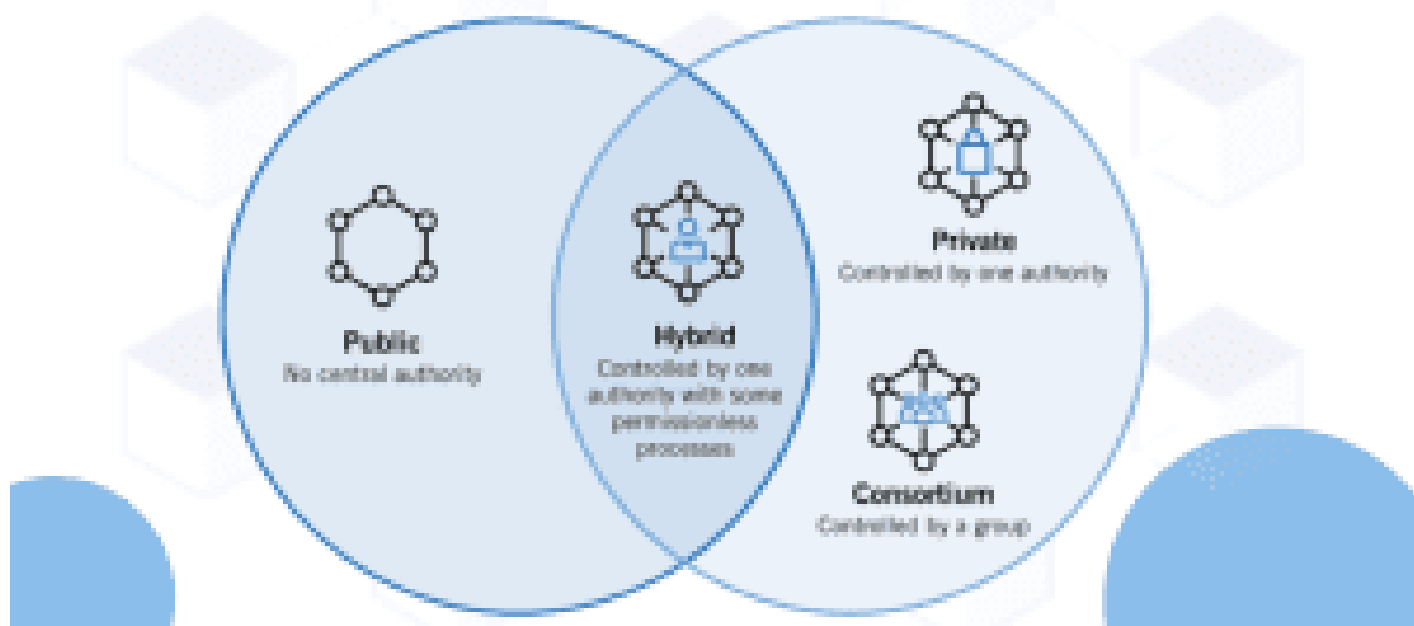 Public
No central authority
Hybrid
Controlled by one
authority with some
permissionless
processes
Private
Controlled by one authority
Consortium
Controlled by a group